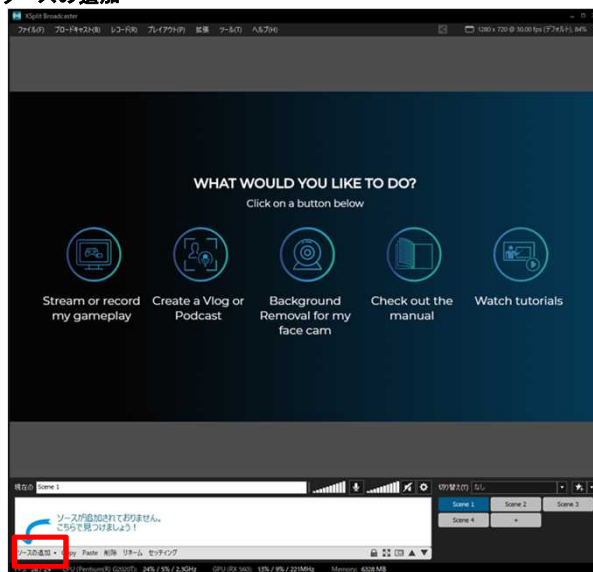 ソースの追加
XSplit Broadcaster
ファイル(F) ブロードキャスト(B) レコード(R) プレイアウト(P) 拡張 ツール(T) ヘルプ(H)
1280 x 720 @ 30.00 fps (デフォルト), 84%
WHAT WOULD YOU LIKE TO DO?
Click on a button below
Stream or record
my gameplay
Create a Vlog or
Podcast
Background
Removal for my
face cam
Check out the
manual
Watch tutorials
現在の Scene 1
切り替え(T) なし
ソースが追加されておりません。
こちらで見つけましょう！
Scene 1 Scene 2 Scene 3
Scene 4 +
ソースの追加 Copy Paste 削除 リネーム セッティング
CPU (Pentium(R) G2020T): 24% / 5% / 2.5GHz GPU (RX 560): 13% / 9% / 221MHz Memory: 6328 MB